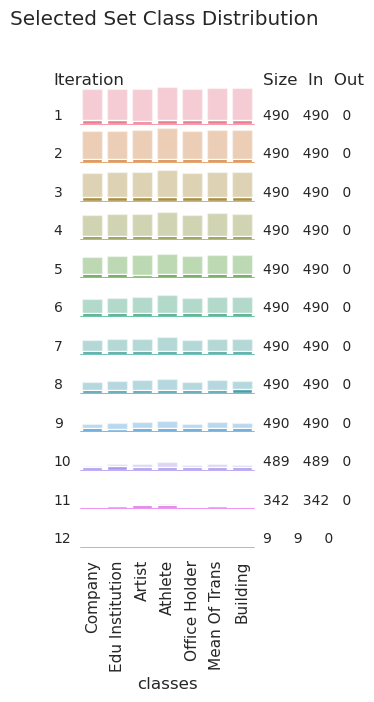 Selected Set Class Distribution
Iteration Size In Out
1 490 490 0
2 490 490 0
3 490 490 0
4 490 490 0
5 490 490 0
6 490 490 0
7 490 490 0
8 490 490 0
9 490 490 0
10 489 489 0
11 342 342 0
12 9 9 0
Company
Edu Institution
Artist
Athlete
Office Holder
Mean Of Trans
Building
classes